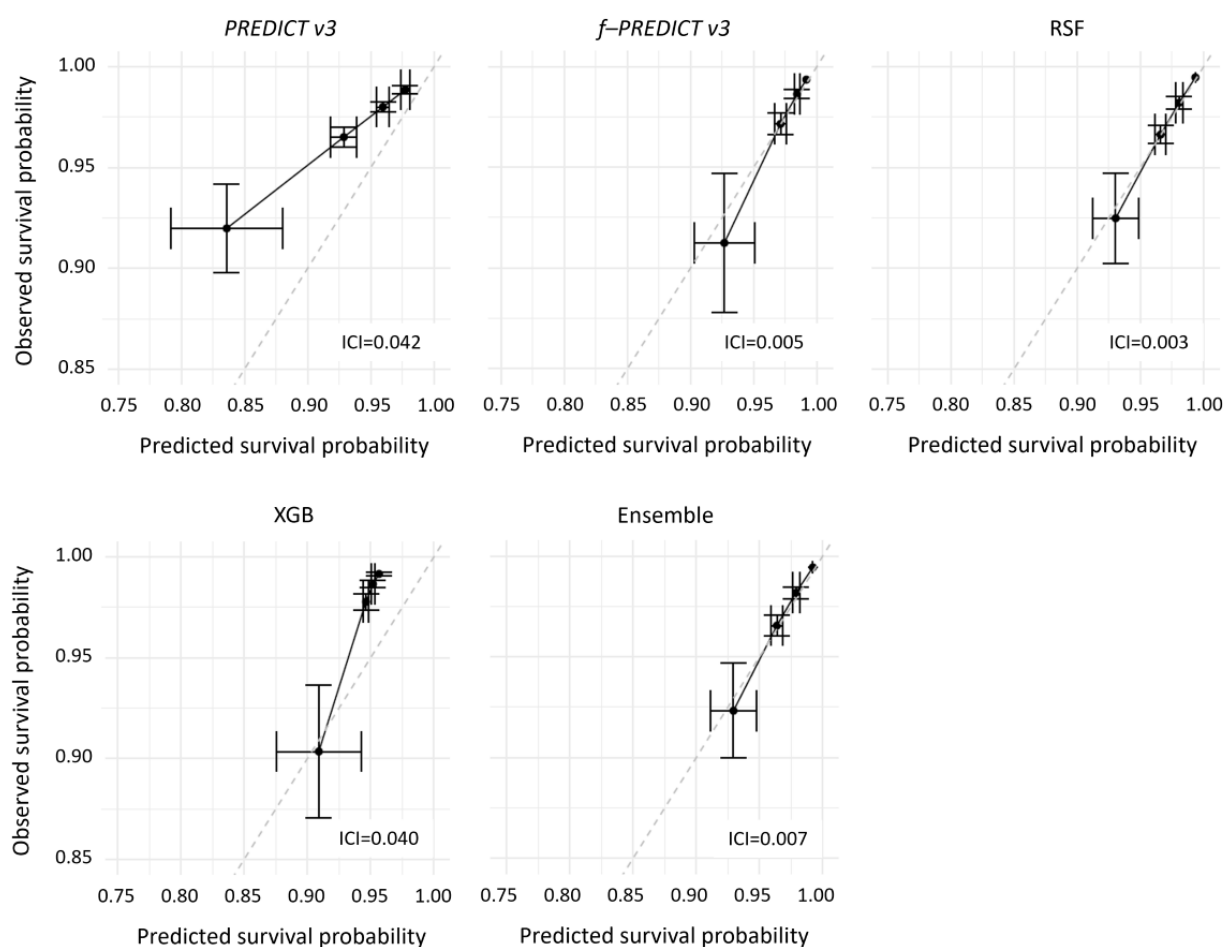 PREDICT v3
f–PREDICT v3
RSF
Observed survival probability
1.00
0.95
0.90
0.85
ICI=0.042
ICI=0.005
ICI=0.003
0.75 0.80 0.85 0.90 0.95 1.00
0.75 0.80 0.85 0.90 0.95 1.00
0.75 0.80 0.85 0.90 0.95 1.00
Predicted survival probability
Predicted survival probability
Predicted survival probability
XGB
Ensemble
Observed survival probability
1.00
0.95
0.90
0.85
ICI=0.040
ICI=0.007
0.75 0.80 0.85 0.90 0.95 1.00
0.75 0.80 0.85 0.90 0.95 1.00
Predicted survival probability
Predicted survival probability